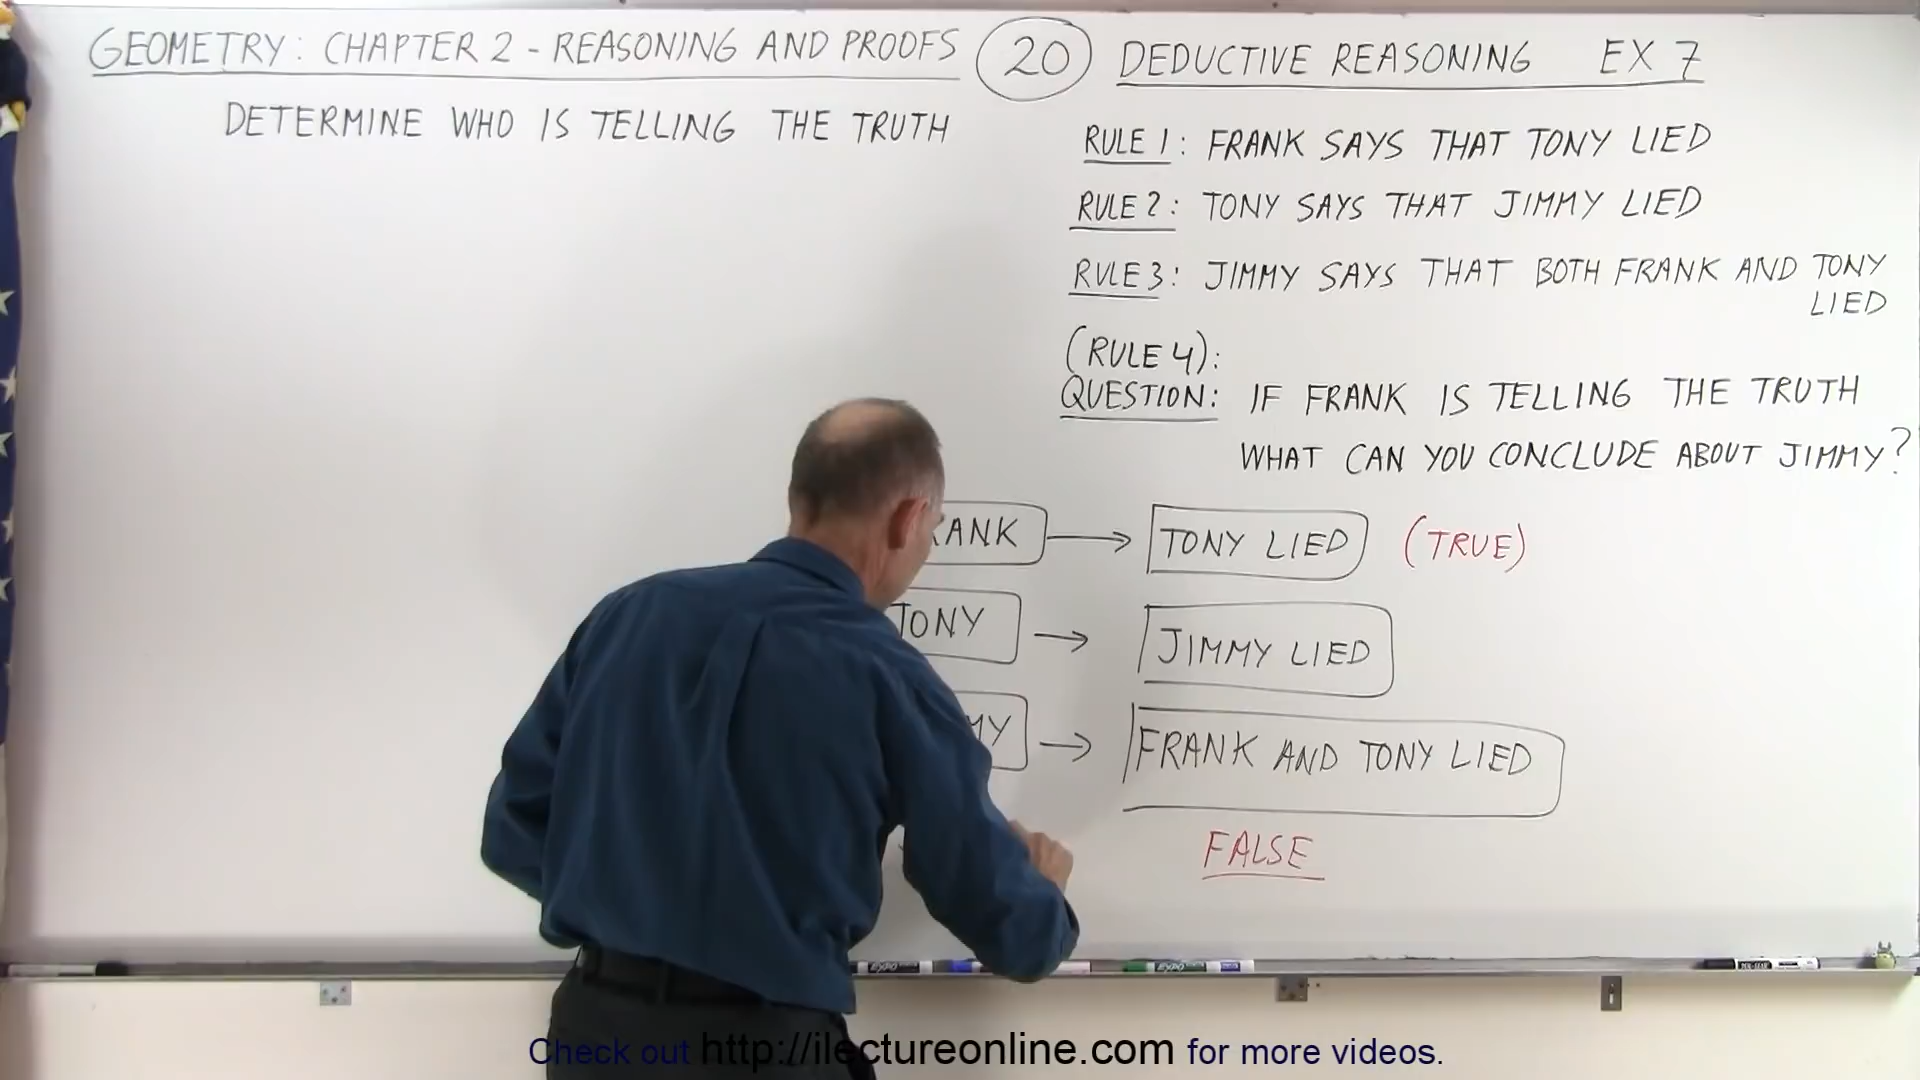 GEOMETRY: CHAPTER 2 - REASONING AND PROOFS 20 DEDUCTIVE REASONING EX 7
DETERMINE WHO IS TELLING THE TRUTH
RULE 1: FRANK SAYS THAT TONY LIED
RULE 2: TONY SAYS THAT JIMMY LIED
RULE 3: JIMMY SAYS THAT BOTH FRANK AND TONY
LIED
(RULE 4):
QUESTION: IF FRANK IS TELLING THE TRUTH
WHAT CAN YOU CONCLUDE ABOUT JIMMY?
RANK → TONY LIED (TRUE)
TONY → JIMMY LIED
MY → FRANK AND TONY LIED
FALSE
Check out http://ilectureonline.com for more videos.